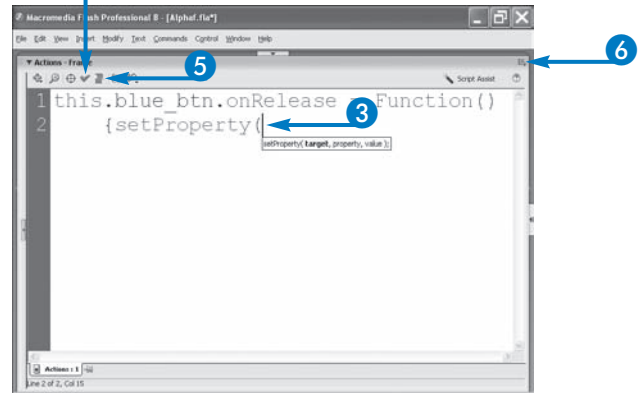 Macromedia Flash Professional 8 - [Alphaf.fla*]
File Edit View Insert Modify Text Commands Control Window Help
6
▼ Actions - Frame
5
Script Assist
1 this.blue_btn.onRelease Function()
3
2 {setProperty(
setProperty( target, property, value );
Actions : 1
Line 2 of 2, Col 15